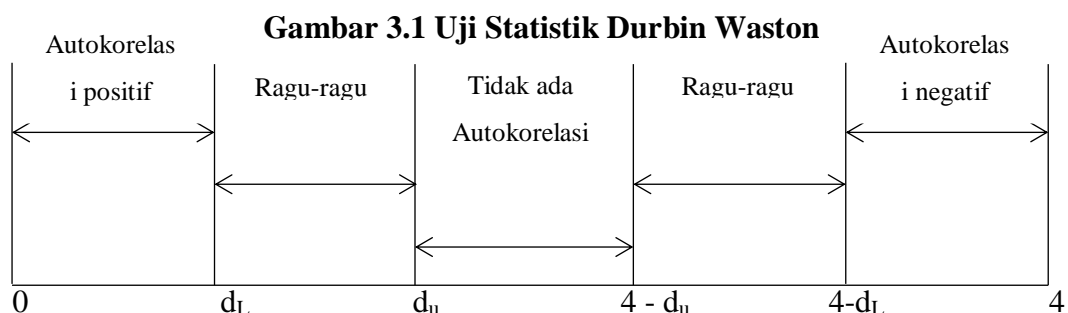 Gambar 3.1 Uji Statistik Durbin Waston
Autokorelas
i positif
Ragu-ragu
Tidak ada
Autokorelasi
Ragu-ragu
Autokorelas
i negatif
0 dL du 4 - du 4-dL 4